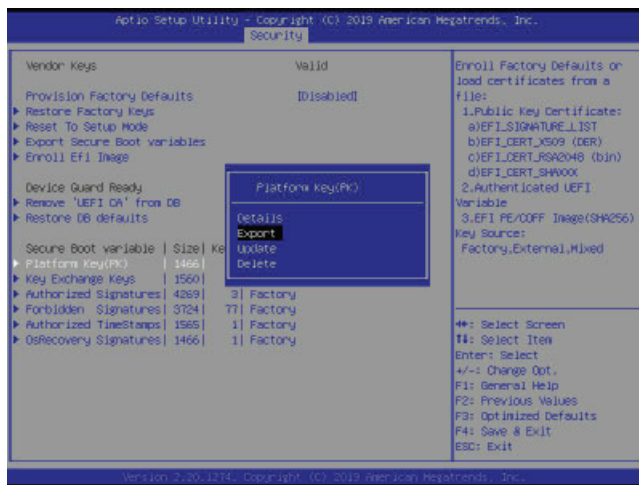 Aptio Setup Utility - Copyright (C) 2019 American Megatrends, Inc.
Security
Vendor Keys Valid
Provision Factory Defaults [Disabled]
Restore Factory Keys
Reset To Setup Mode
Export Secure Boot variables
Enroll Efi Image
Device Guard Ready
Remove 'UEFI CA' from DB
Restore DB defaults
Secure Boot variable | Size| Ke
Platform Key(PK) | 1466|
Key Exchange Keys | 1560|
Authorized Signatures| 4269| 3| Factory
Forbidden Signatures| 3724| 77| Factory
Authorized TimeStamps| 1565| 1| Factory
OsRecovery Signatures| 1466| 1| Factory
Platform Key(PK)
Details
Export
Update
Delete
Enroll Factory Defaults or
load certificates from a
file:
1.Public Key Certificate:
a)EFI_SIGNATURE_LIST
b)EFI_CERT_X509 (DER)
c)EFI_CERT_RSA2048 (bin)
d)EFI_CERT_SHAXXX
2.Authenticated UEFI
Variable
3.EFI PE/COFF Image(SHA256)
Key Source:
Factory,External,Mixed
↔: Select Screen
↑↓: Select Item
Enter: Select
+/-: Change Opt.
F1: General Help
F2: Previous Values
F3: Optimized Defaults
F4: Save & Exit
ESC: Exit
Version 2.20.1274. Copyright (C) 2019 American Megatrends, Inc.